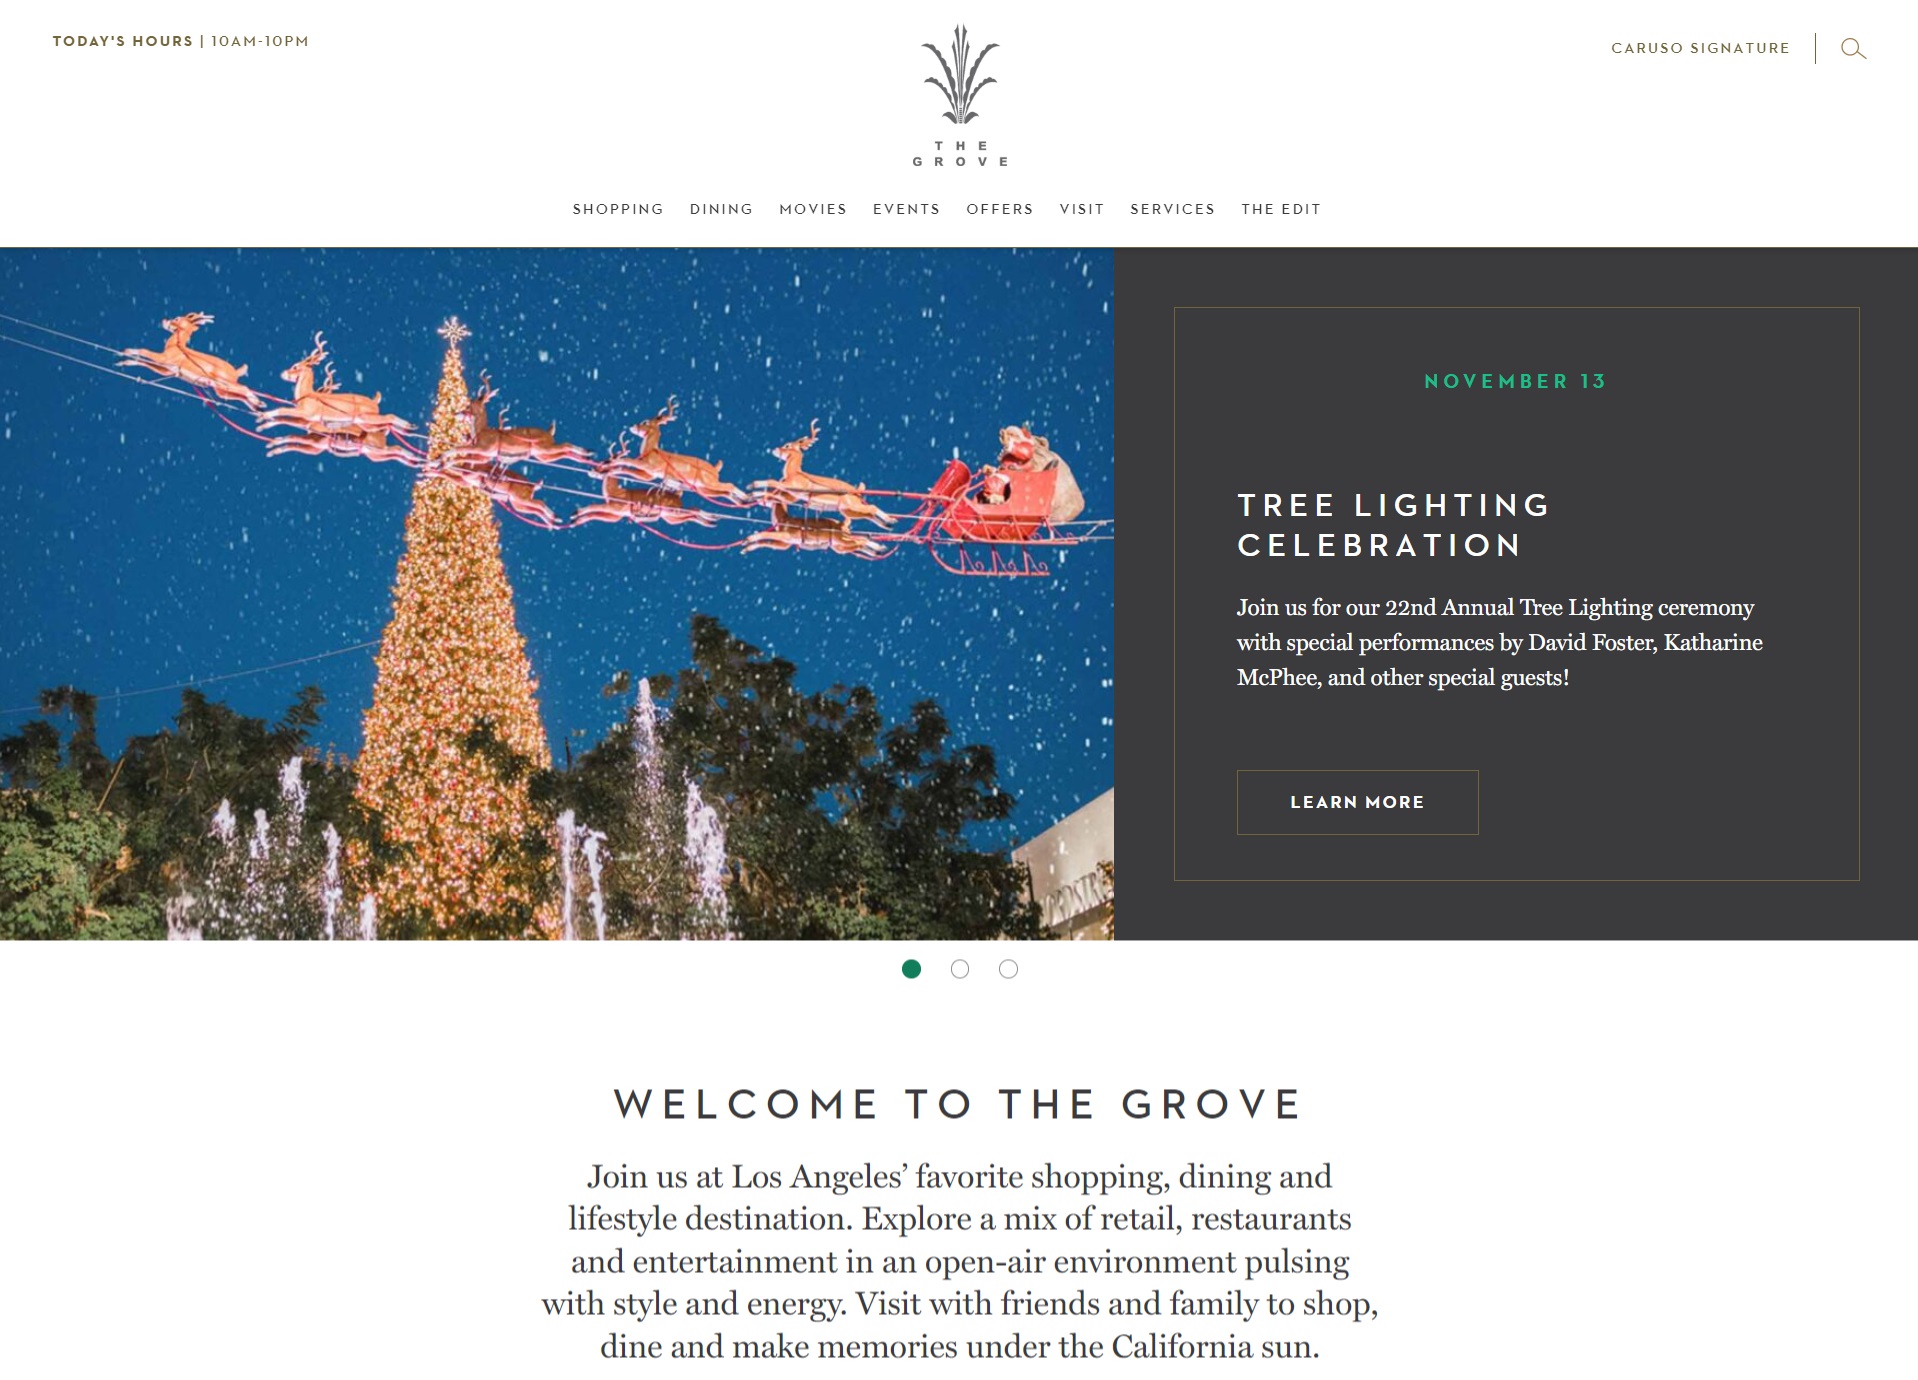 TODAY'S HOURS | 10AM-10PM
CARUSO SIGNATURE
THE
GROVE
SHOPPING DINING MOVIES EVENTS OFFERS VISIT SERVICES THE EDIT
NOVEMBER 13
TREE LIGHTING
CELEBRATION
Join us for our 22nd Annual Tree Lighting ceremony
with special performances by David Foster, Katharine
McPhee, and other special guests!
LEARN MORE
WELCOME TO THE GROVE
Join us at Los Angeles’ favorite shopping, dining and
lifestyle destination. Explore a mix of retail, restaurants
and entertainment in an open-air environment pulsing
with style and energy. Visit with friends and family to shop,
dine and make memories under the California sun.